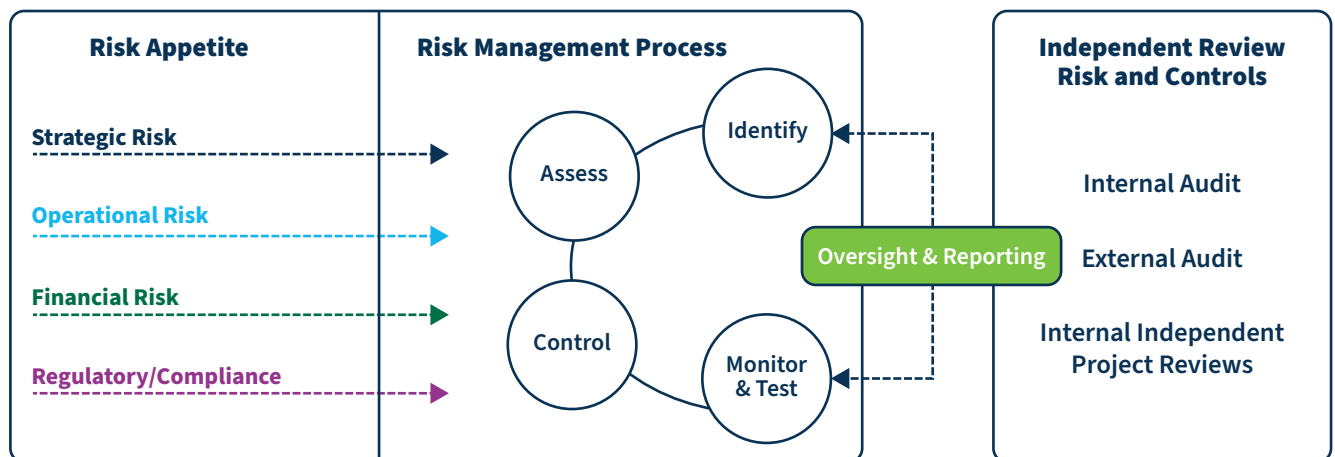 Risk Appetite
Strategic Risk
Operational Risk
Financial Risk
Regulatory/Compliance
Risk Management Process
Identify
Assess
Control
Monitor
& Test
Oversight & Reporting
Independent Review
Risk and Controls
Internal Audit
External Audit
Internal Independent
Project Reviews